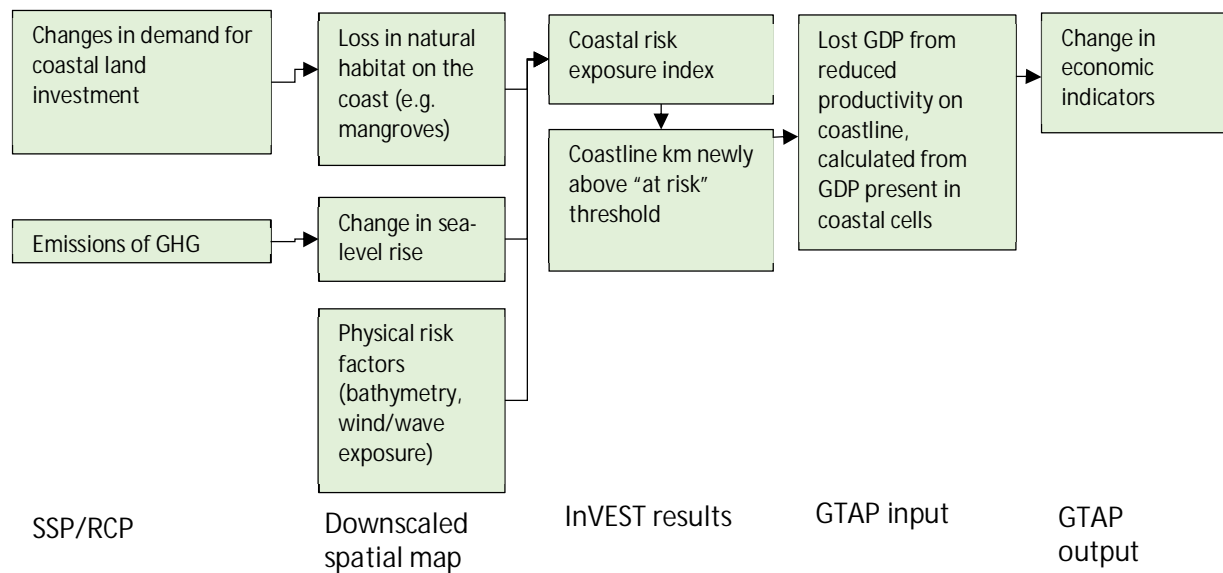 Changes in demand for
coastal land
investment
Loss in natural
habitat on the
coast (e.g.
mangroves)
Coastal risk
exposure index
Lost GDP from
reduced
productivity on
coastline,
calculated from
GDP present in
coastal cells
Change in
economic
indicators
Coastline km newly
above “at risk”
threshold
Emissions of GHG
Change in sea-
level rise
Physical risk
factors
(bathymetry,
wind/wave
exposure)
SSP/RCP
Downscaled
spatial map
InVEST results
GTAP input
GTAP
output